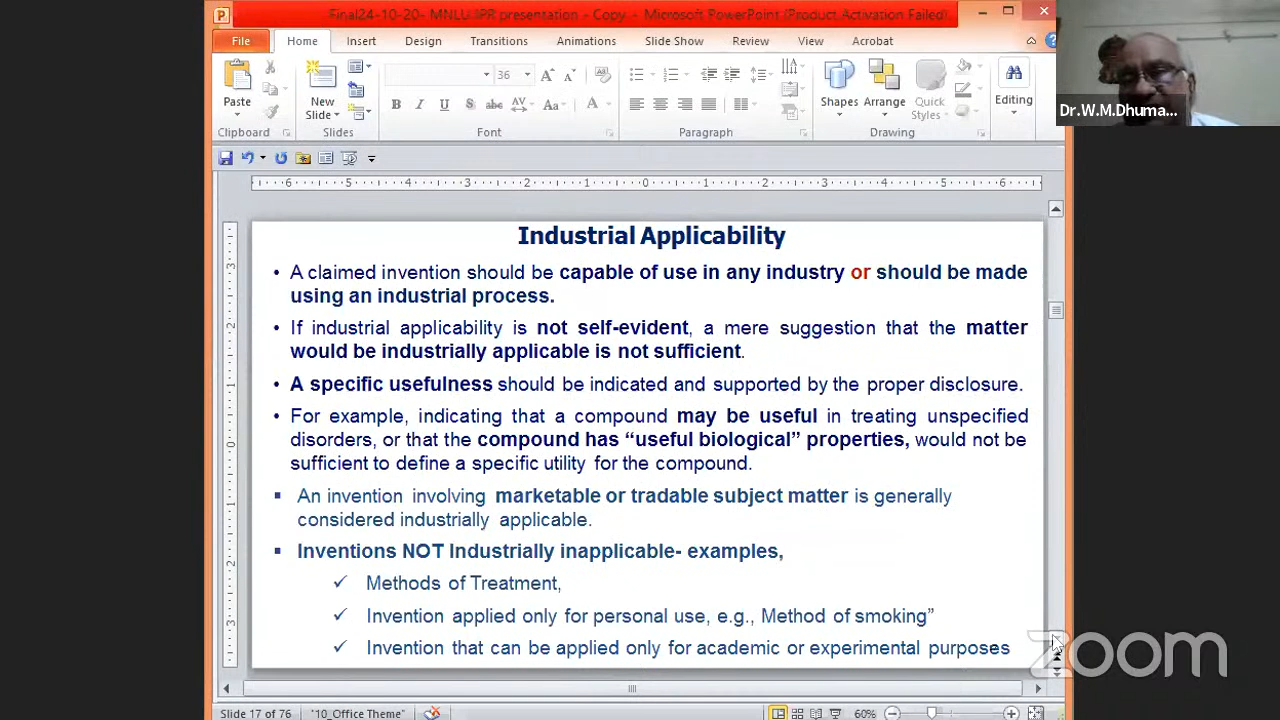 Final24-10-20- MNLU-IPR presentation - Copy - Microsoft PowerPoint (Product Activation Failed)
File Home Insert Design Transitions Animations Slide Show Review View Acrobat
36
Paste New Slide Shapes Arrange Quick Styles Editing
Clipboard Slides Font Paragraph Drawing
Dr.W.M.Dhuma...
Industrial Applicability
• A claimed invention should be capable of use in any industry or should be made
using an industrial process.
• If industrial applicability is not self-evident, a mere suggestion that the matter
would be industrially applicable is not sufficient.
• A specific usefulness should be indicated and supported by the proper disclosure.
• For example, indicating that a compound may be useful in treating unspecified
disorders, or that the compound has “useful biological” properties, would not be
sufficient to define a specific utility for the compound.
▪ An invention involving marketable or tradable subject matter is generally
considered industrially applicable.
▪ Inventions NOT Industrially inapplicable- examples,
✓ Methods of Treatment,
✓ Invention applied only for personal use, e.g., Method of smoking”
✓ Invention that can be applied only for academic or experimental purposes
zoom
Slide 17 of 76 "10_Office Theme" 60%